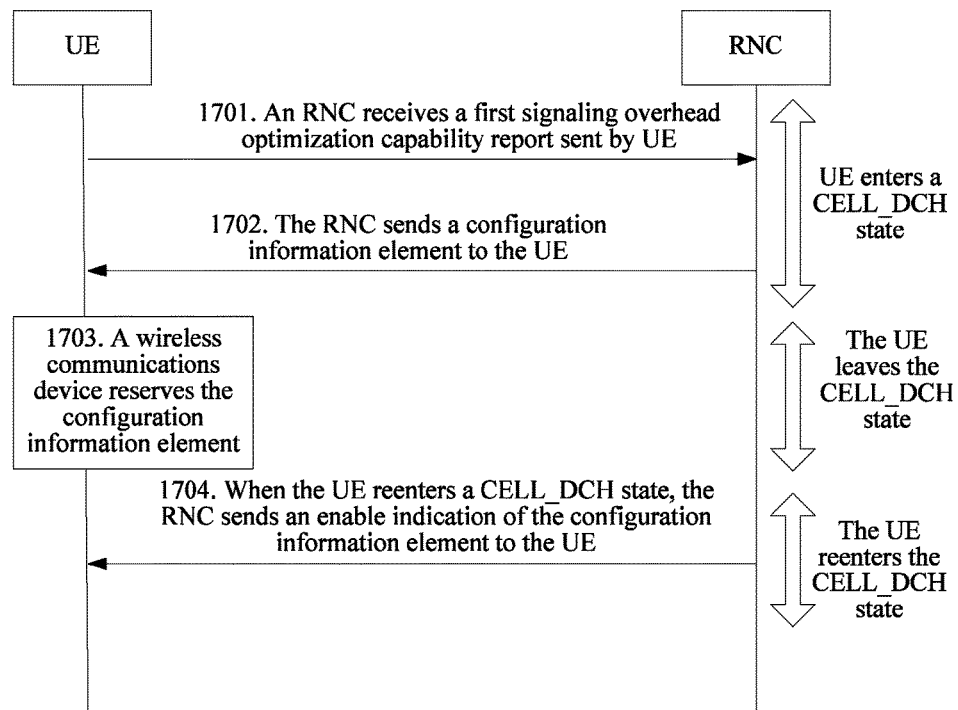 UE
RNC
1701. An RNC receives a first signaling overhead
optimization capability report sent by UE
UE enters a
CELL_DCH
state
1702. The RNC sends a configuration
information element to the UE
1703. A wireless
communications
device reserves the
configuration
information element
The UE
leaves the
CELL_DCH
state
1704. When the UE reenters a CELL_DCH state, the
RNC sends an enable indication of the configuration
information element to the UE
The UE
reenters the
CELL_DCH
state